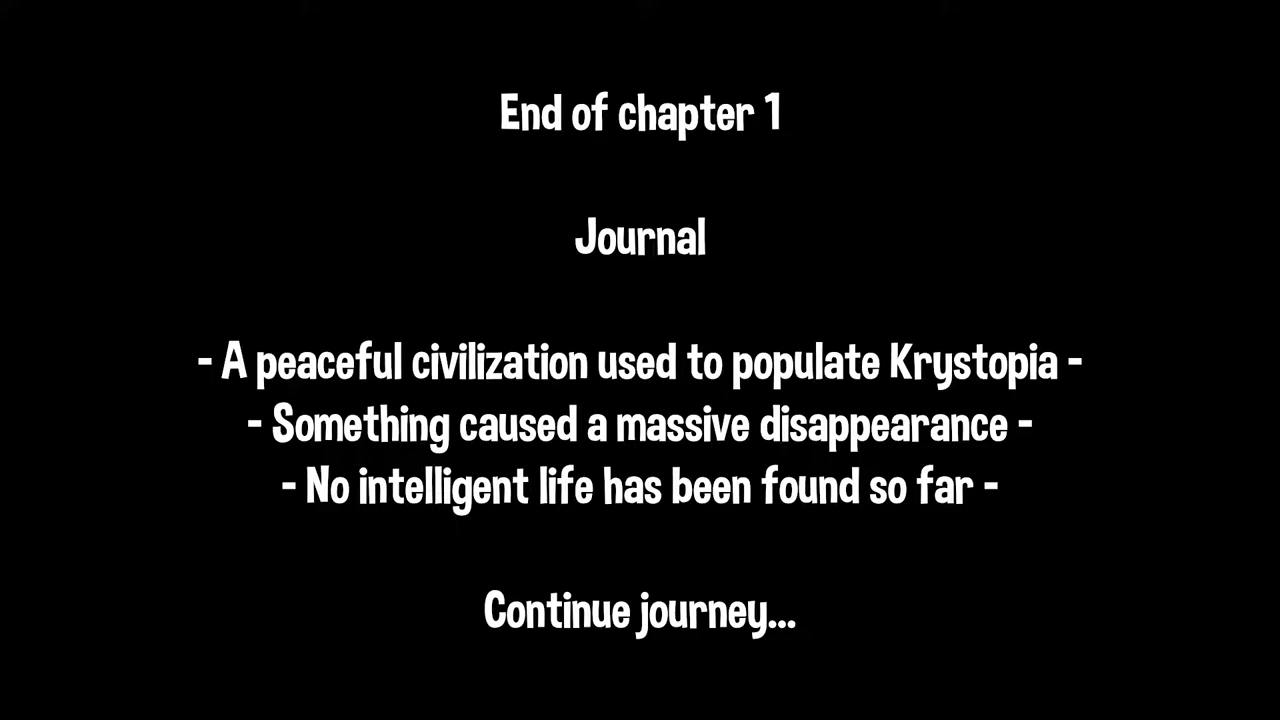 End of chapter 1
Journal
- A peaceful civilization used to populate Krystopia -
- Something caused a massive disappearance -
- No intelligent life has been found so far -
Continue journey...